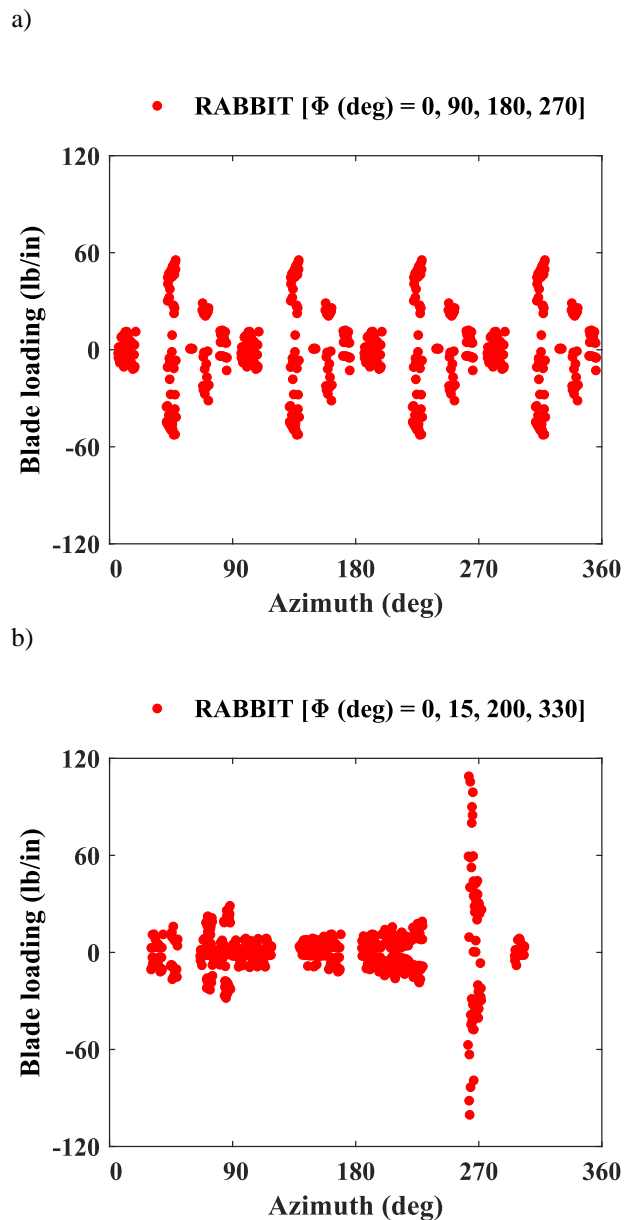 a)
RABBIT [Φ (deg) = 0, 90, 180, 270]
120
60
0
-60
-120
Blade loading (lb/in)
0 90 180 270 360
Azimuth (deg)
b)
RABBIT [Φ (deg) = 0, 15, 200, 330]
120
60
0
-60
-120
Blade loading (lb/in)
0 90 180 270 360
Azimuth (deg)